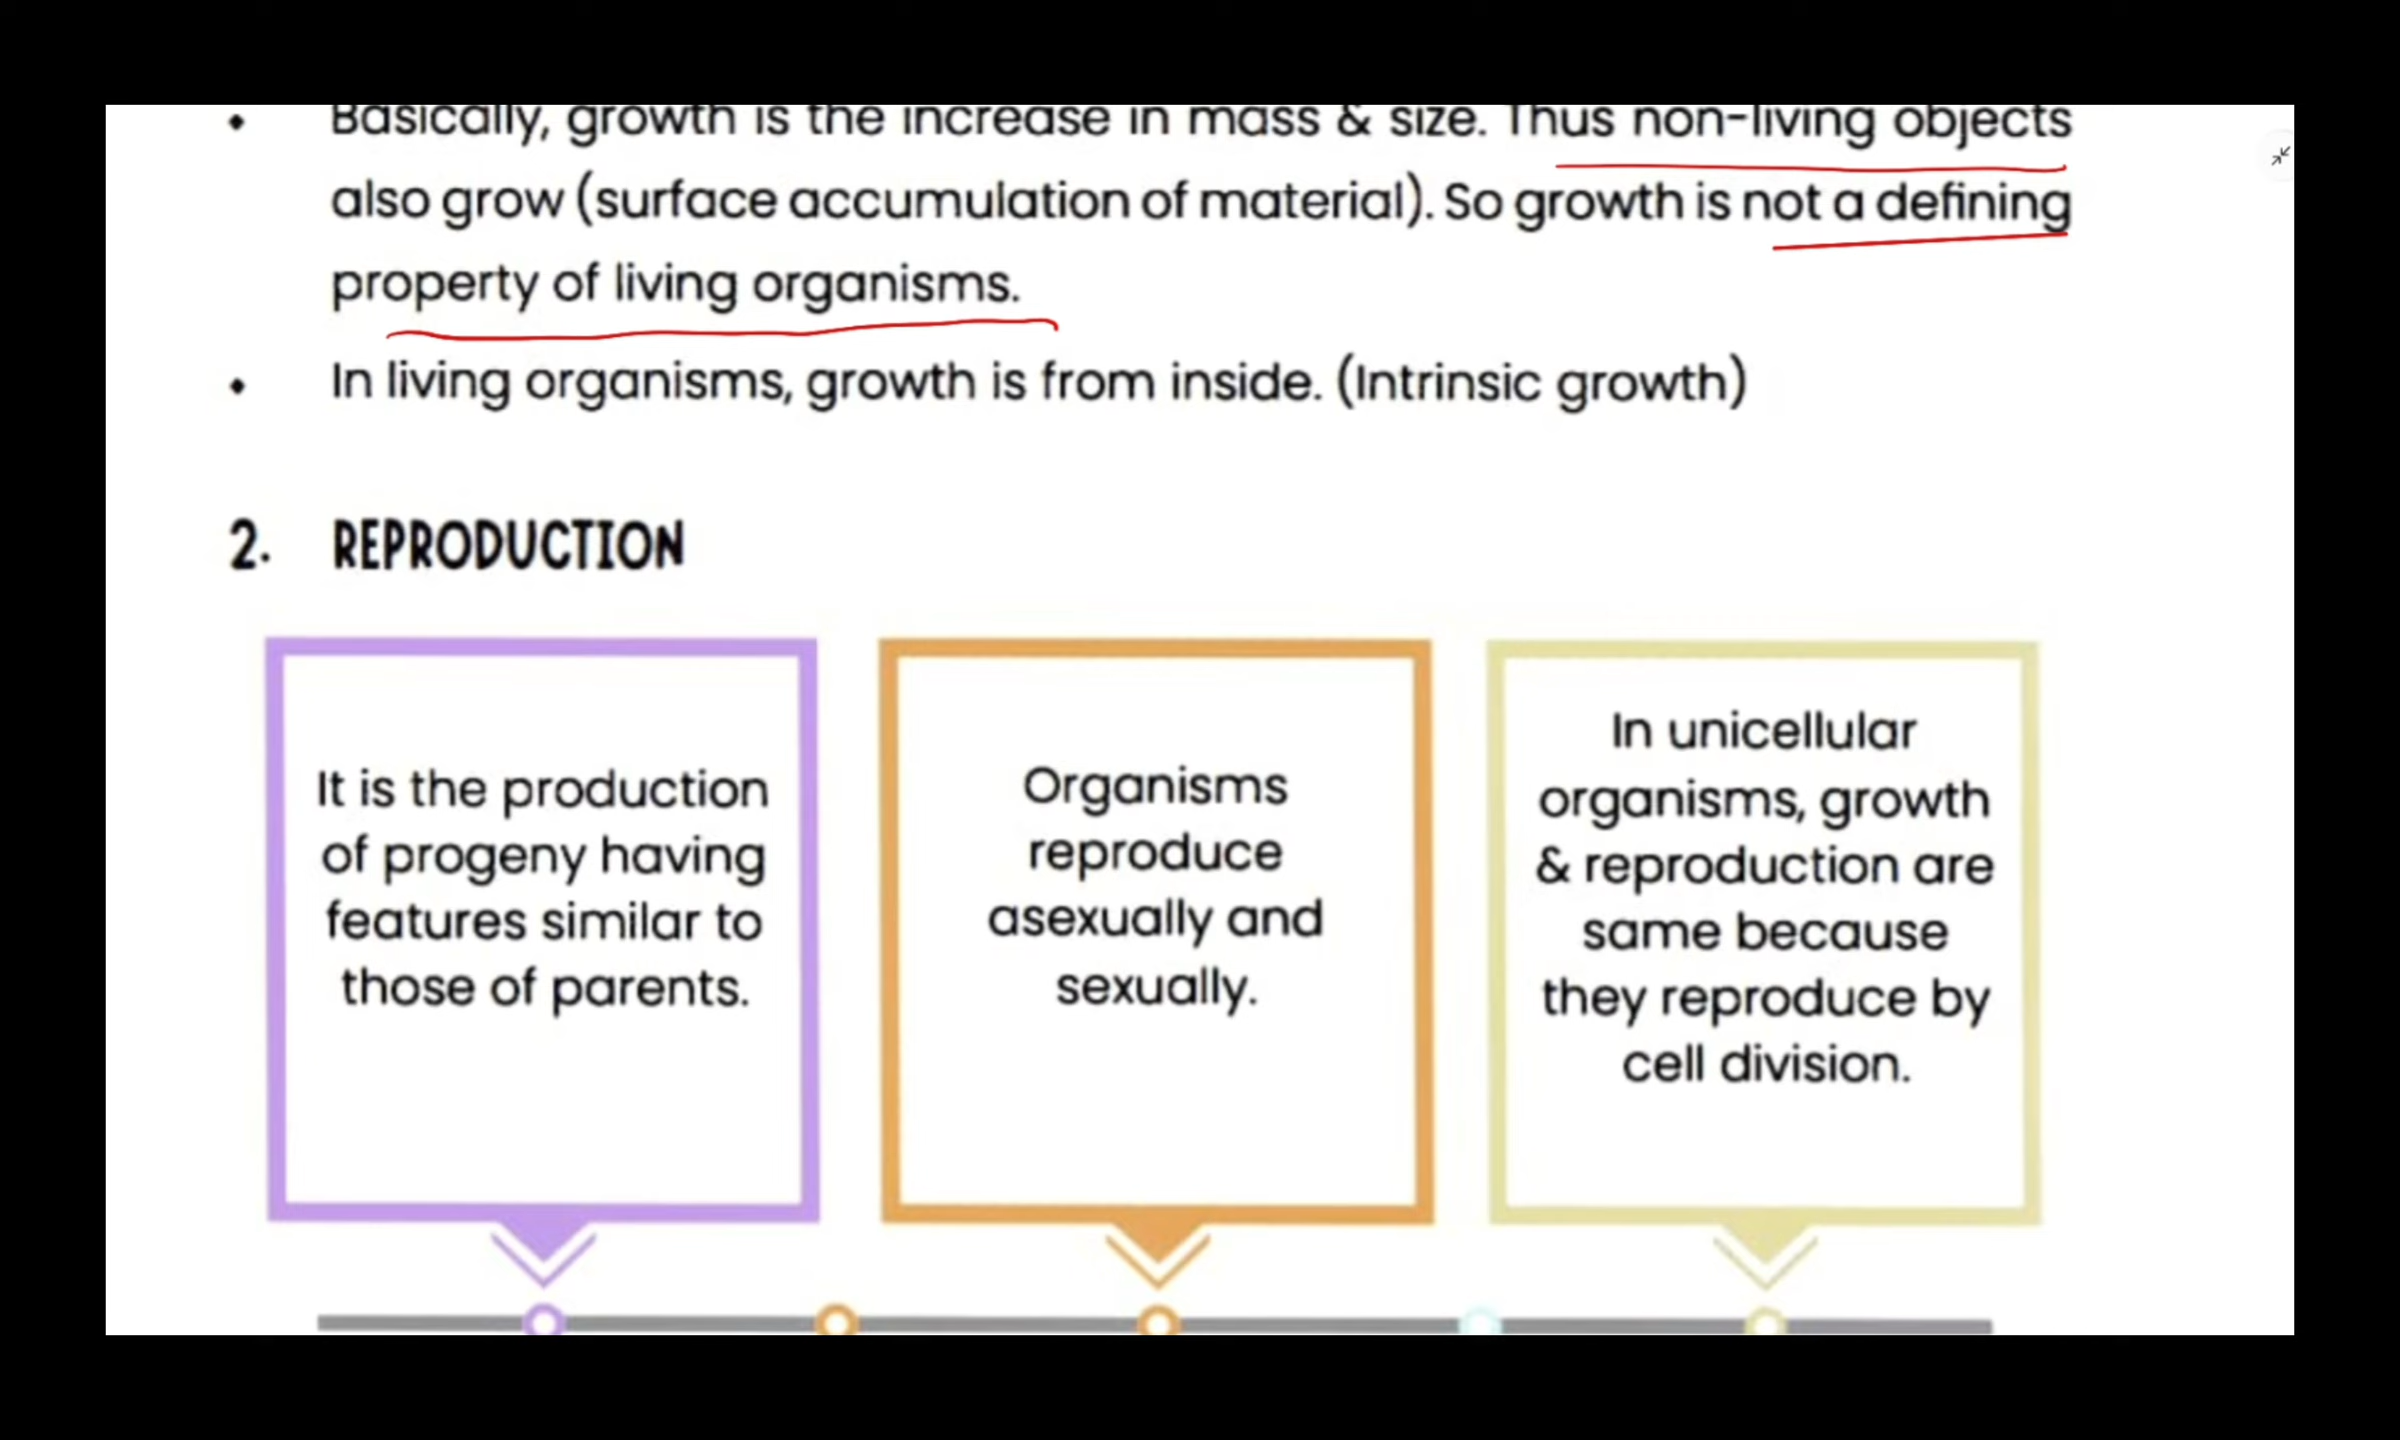 • Basically, growth is the increase in mass & size. Thus non-living objects
also grow (surface accumulation of material). So growth is not a defining
property of living organisms.
• In living organisms, growth is from inside. (Intrinsic growth)
2. REPRODUCTION
It is the production
of progeny having
features similar to
those of parents.
Organisms
reproduce
asexually and
sexually.
In unicellular
organisms, growth
& reproduction are
same because
they reproduce by
cell division.